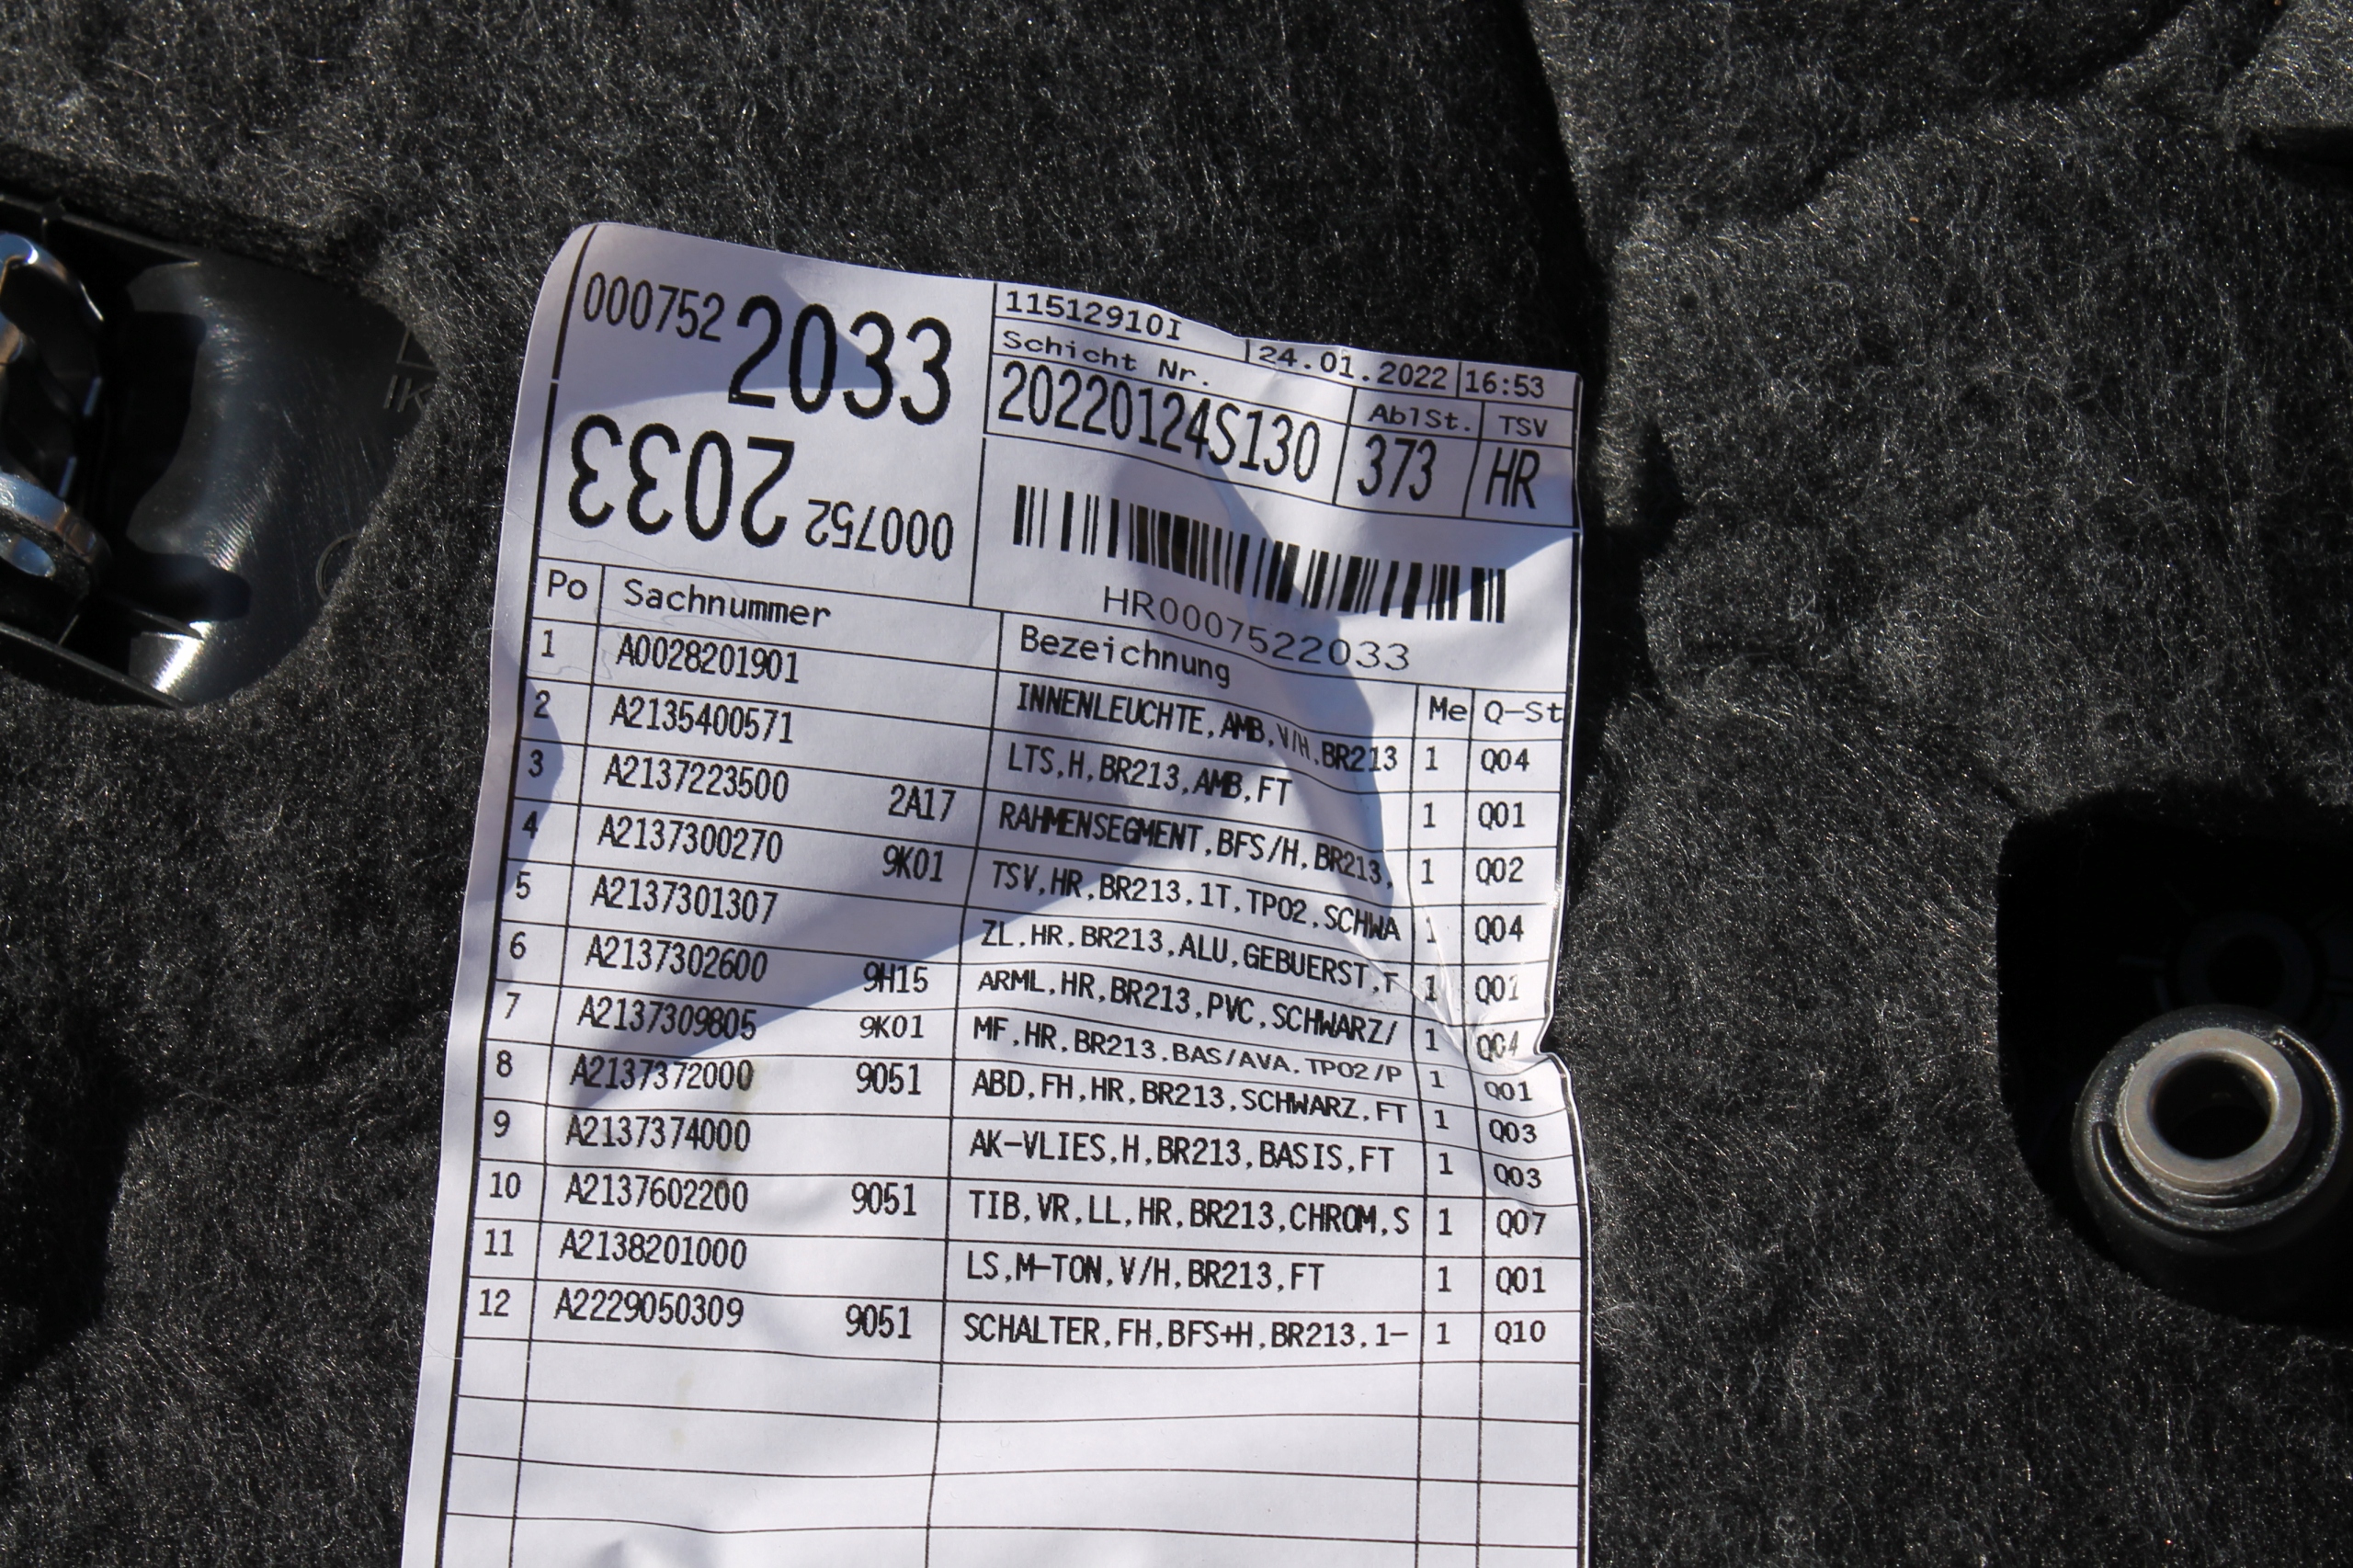 000752 2033
11512910I 24.01.2022 16:53
Schicht Nr. AblSt. TSV
20220124S130 373 HR
000752 2033
HR0007522033
Po Sachnummer Bezeichnung Me Q-St
1 A0028201901 INNENLEUCHTE,AMB,V/H,BR213 1 Q04
2 A2135400571 LTS,H,BR213,AMB,FT 1 Q01
3 A2137223500 2A17 RAHMENSEGMENT,BFS/H,BR213, 1 Q02
4 A2137300270 9K01 TSV,HR,BR213,1T,TPO2,SCHWA 1 Q04
5 A2137301307 ZL,HR,BR213,ALU,GEBUERST,F 1 Q01
6 A2137302600 9H15 ARML,HR,BR213,PVC,SCHWARZ/ 1 Q04
7 A2137309805 9K01 MF,HR,BR213,BAS/AVA,TPO2/P 1 Q01
8 A2137372000 9051 ABD,FH,HR,BR213,SCHWARZ,FT 1 Q03
9 A2137374000 AK-VLIES,H,BR213,BASIS,FT 1 Q03
10 A2137602200 9051 TIB,VR,LL,HR,BR213,CHROM,S 1 Q07
11 A2138201000 LS,M-TON,V/H,BR213,FT 1 Q01
12 A2229050309 9051 SCHALTER,FH,BFS+H,BR213,1- 1 Q10